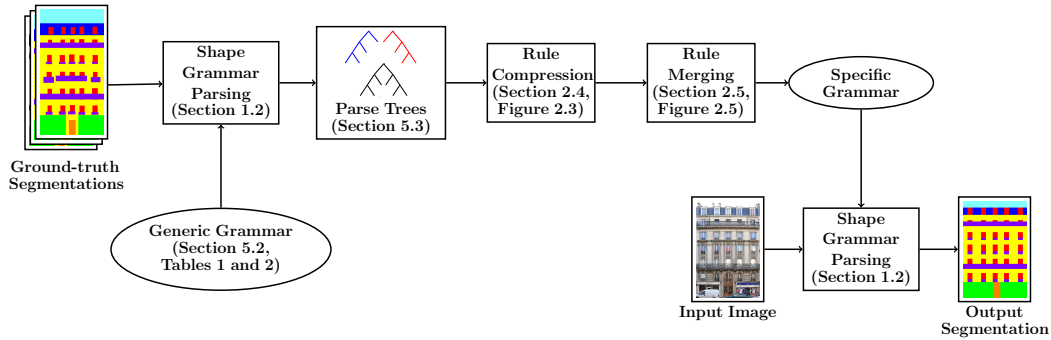 Ground-truth
Segmentations
Shape
Grammar
Parsing
(Section 1.2)
Generic Grammar
(Section 5.2,
Tables 1 and 2)
Parse Trees
(Section 5.3)
Rule
Compression
(Section 2.4,
Figure 2.3)
Rule
Merging
(Section 2.5,
Figure 2.5)
Specific
Grammar
Input Image
Shape
Grammar
Parsing
(Section 1.2)
Output
Segmentation